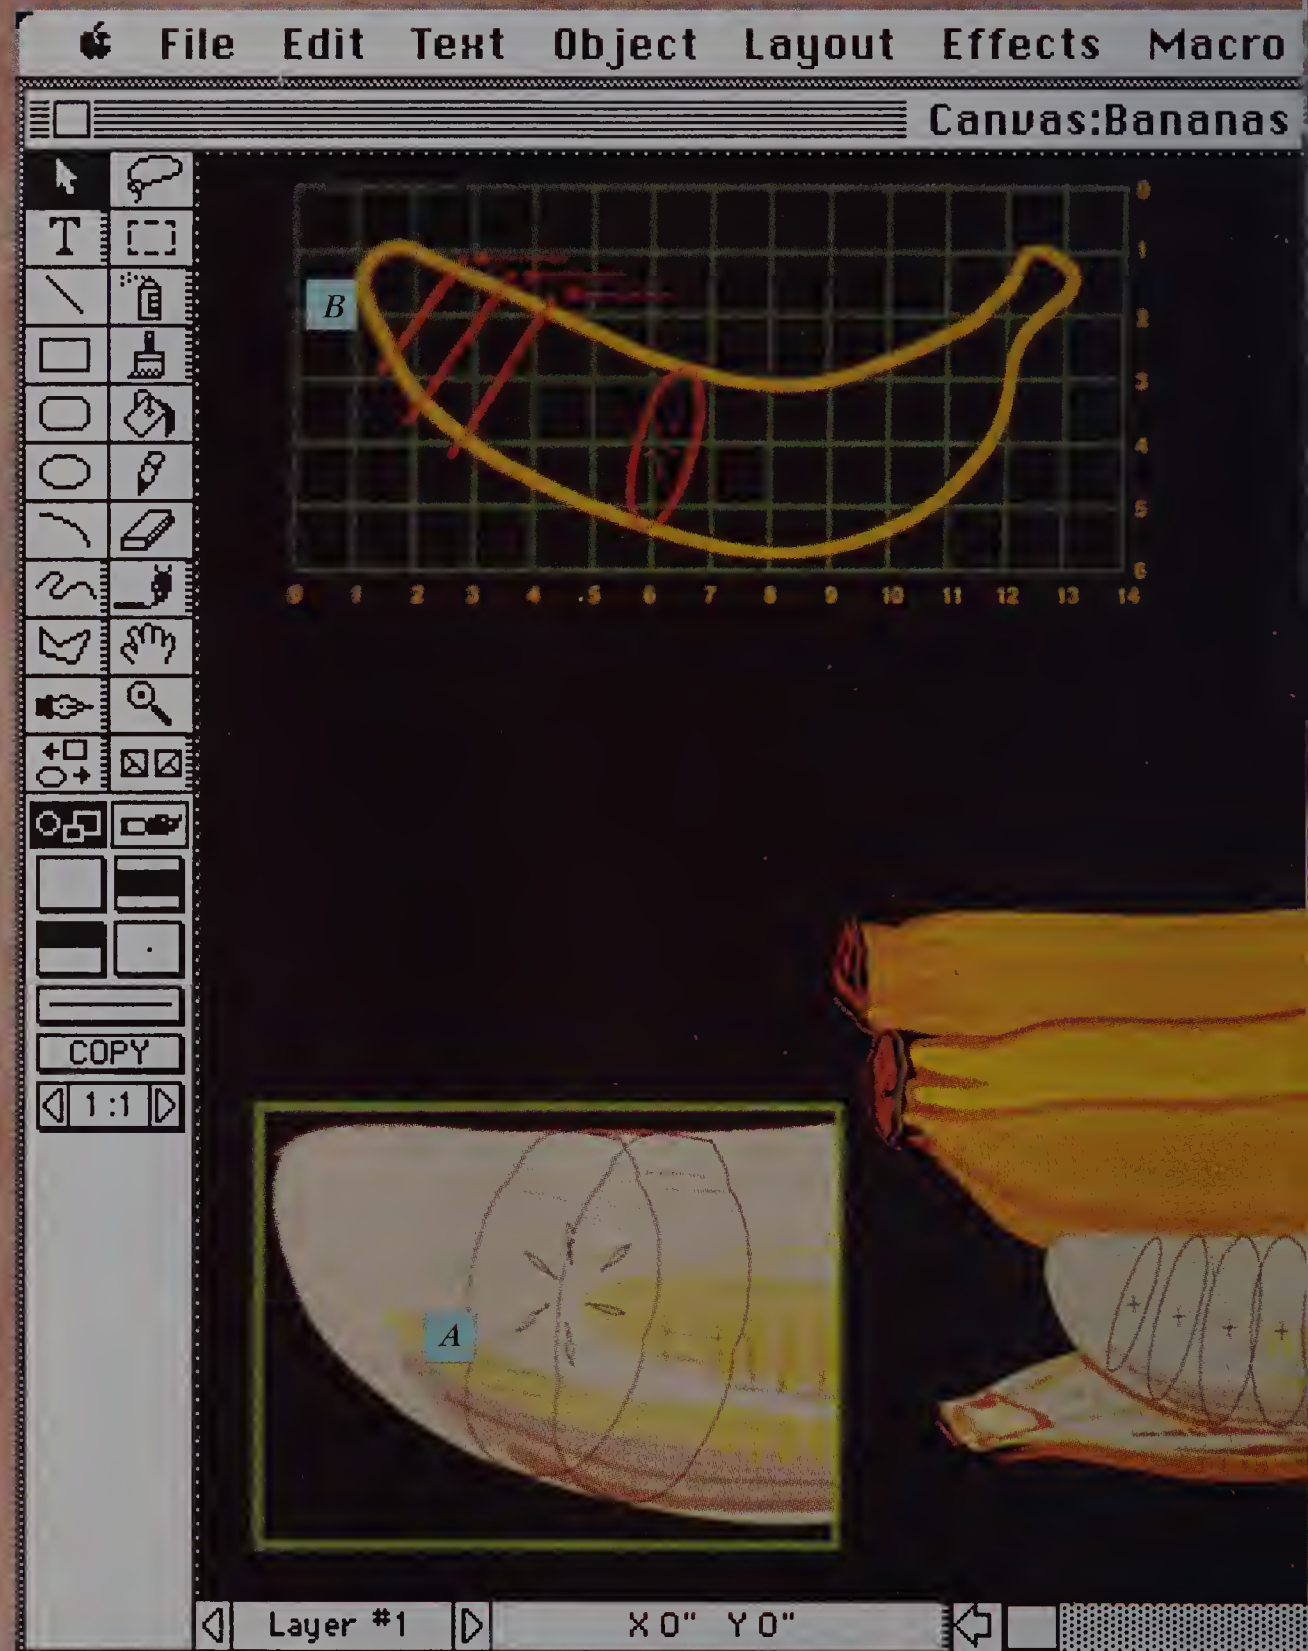 File Edit Text Object Layout Effects Macro
Canvas:Bananas
T
B
0
1
2
3
4
5
6
0 1 2 3 4 .5 6 7 8 9 10 11 12 13 14
COPY
1:1
A
Layer #1 X 0" Y 0"